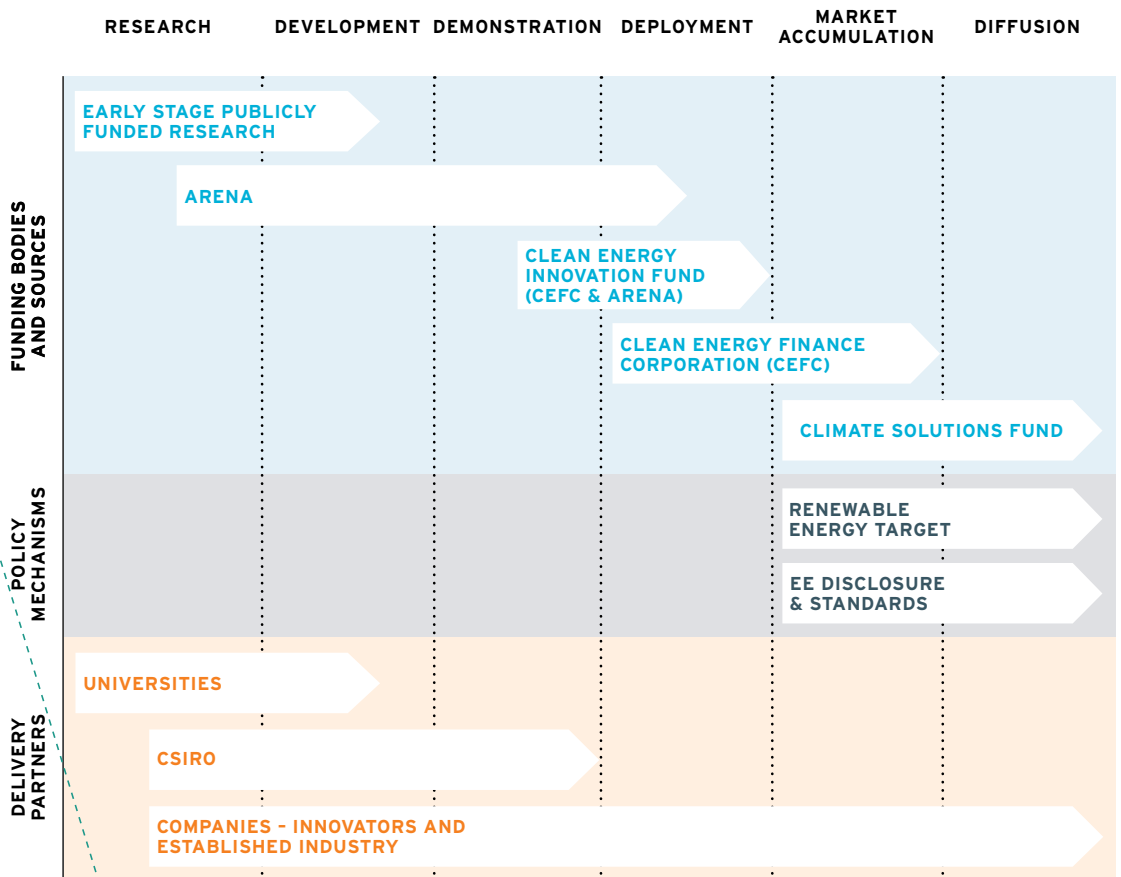 RESEARCH
DEVELOPMENT
DEMONSTRATION
DEPLOYMENT
MARKET
ACCUMULATION
DIFFUSION
FUNDING BODIES
AND SOURCES
EARLY STAGE PUBLICLY
FUNDED RESEARCH
ARENA
CLEAN ENERGY
INNOVATION FUND
(CEFC & ARENA)
CLEAN ENERGY FINANCE
CORPORATION (CEFC)
CLIMATE SOLUTIONS FUND
POLICY
MECHANISMS
RENEWABLE
ENERGY TARGET
EE DISCLOSURE
& STANDARDS
DELIVERY
PARTNERS
UNIVERSITIES
CSIRO
COMPANIES – INNOVATORS AND
ESTABLISHED INDUSTRY